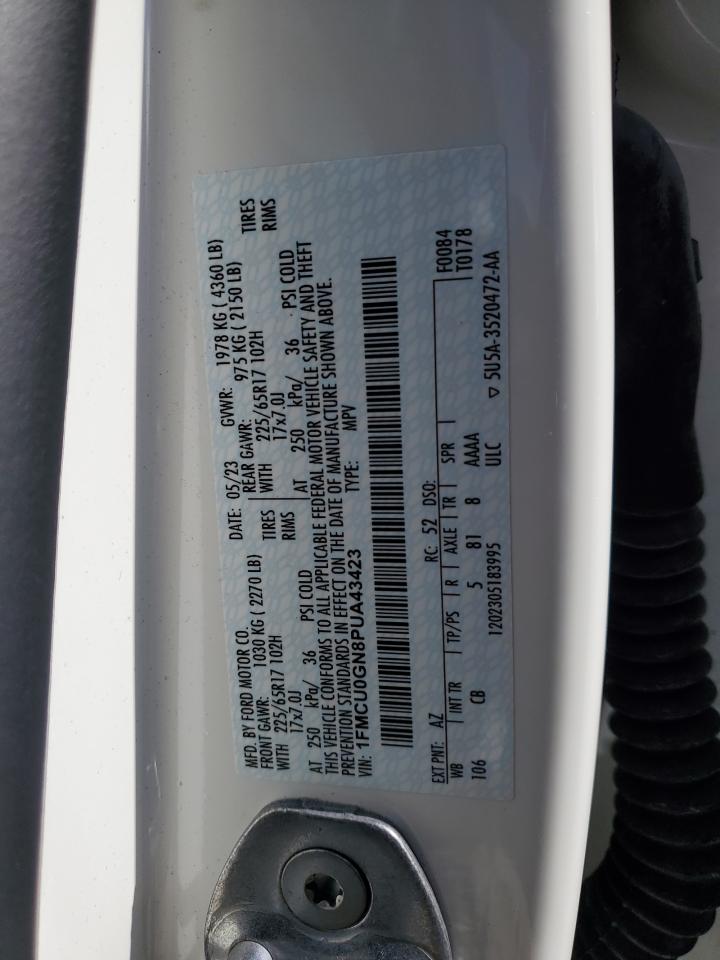 MFD. BY FORD MOTOR CO. DATE: 05/23 GVWR: 1978 KG ( 4360 LB)
FRONT GAWR: 1030 KG ( 2270 LB) REAR GAWR: 975 KG ( 2150 LB)
WITH 225/65R17 102H TIRES WITH 225/65R17 102H TIRES
17x7.0J RIMS 17x7.0J RIMS
AT 250 kPa/ 36 PSI COLD AT 250 kPa/ 36 PSI COLD
THIS VEHICLE CONFORMS TO ALL APPLICABLE FEDERAL MOTOR VEHICLE SAFETY AND THEFT
PREVENTION STANDARDS IN EFFECT ON THE DATE OF MANUFACTURE SHOWN ABOVE.
VIN: 1FMCU0GN8PUA43423 TYPE: MPV
EXT PNT: AZ RC: 52 DSO: F0084
WB INT TR TP/PS R AXLE TR SPR T0178
106 CB 5 81 8 AAAA
1202305183995 ULC ▽ 5U5A-3520472-AA